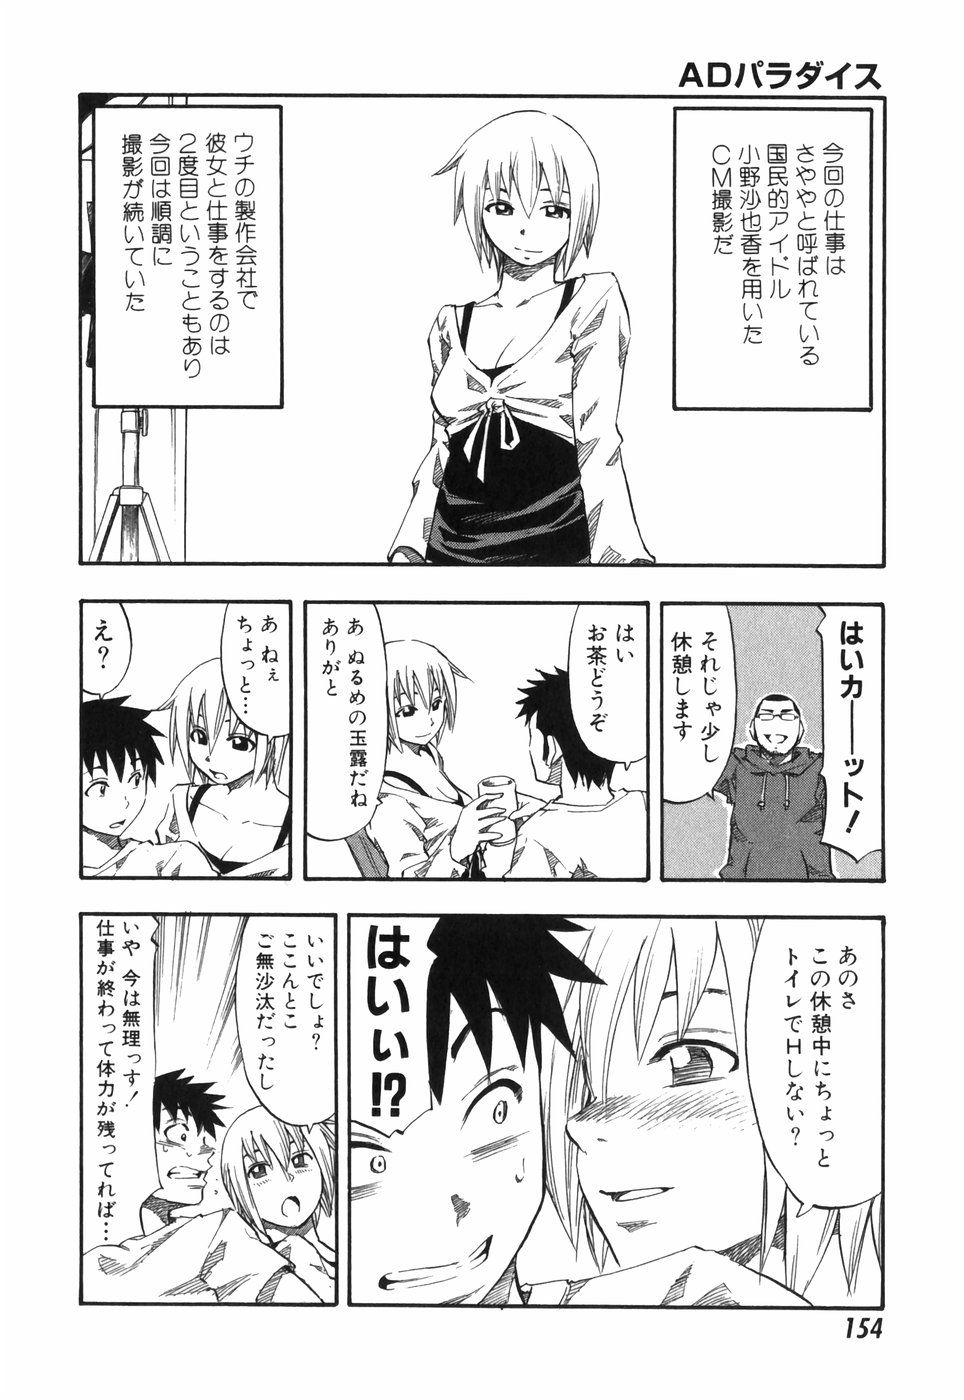 ADパラダイス
今回の仕事は
さややと呼ばれている
国民的アイドル
小野沙也香を用いた
CM撮影だ
ウチの製作会社で
彼女と仕事をするのは
2度目ということもあり
今回は順調に
撮影が続いていた
はいカーット!
それじゃ少し
休憩します
はい
お茶どうぞ
あ ぬるめの玉露だね
ありがと
あ ねぇ
ちょっと…
え?
あのさ
この休憩中にちょっと
トイレでHしない?
はいぃ!?
いいでしょ?
ここんとこ
ご無沙汰だったし
いや 今は無理っす!
仕事が終わって体力が残ってれば…
154